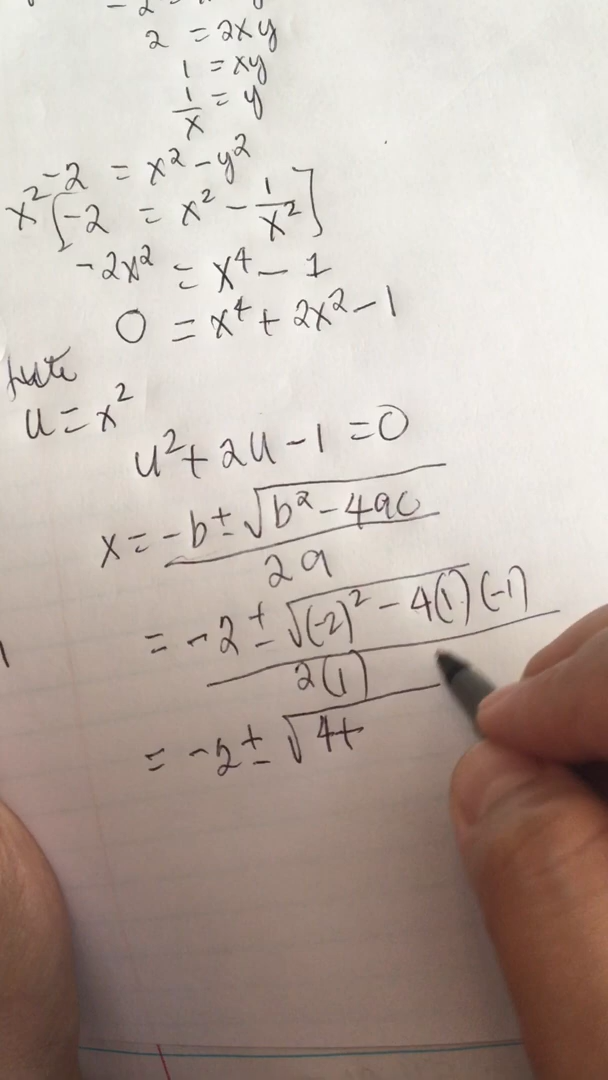 2 = 2xy
1 = xy
1/x = y
-2 = x² - y²
x² [-2 = x² - 1/x²]
-2x² = x⁴ - 1
0 = x⁴ + 2x² - 1
u = x²
u² + 2u - 1 = 0
x = -b ± √(b² - 4ac) / 2a
= -2 ± √((-2)² - 4(1)(-1)) / 2(1)
= -2 ± √4+